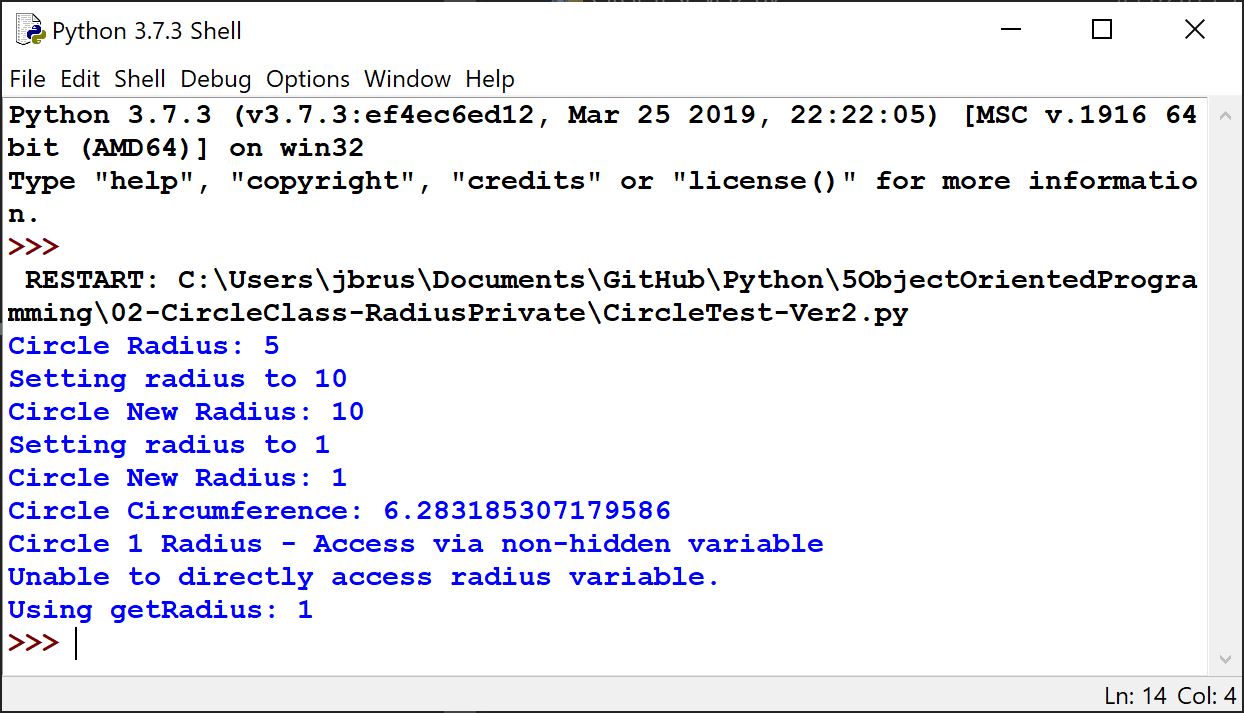 Python 3.7.3 Shell
File Edit Shell Debug Options Window Help
Python 3.7.3 (v3.7.3:ef4ec6ed12, Mar 25 2019, 22:22:05) [MSC v.1916 64
bit (AMD64)] on win32
Type "help", "copyright", "credits" or "license()" for more informatio
n.
>>>
 RESTART: C:\Users\jbrus\Documents\GitHub\Python\5ObjectOrientedProgra
mming\02-CircleClass-RadiusPrivate\CircleTest-Ver2.py
Circle Radius: 5
Setting radius to 10
Circle New Radius: 10
Setting radius to 1
Circle New Radius: 1
Circle Circumference: 6.283185307179586
Circle 1 Radius - Access via non-hidden variable
Unable to directly access radius variable.
Using getRadius: 1
>>>
Ln: 14 Col: 4